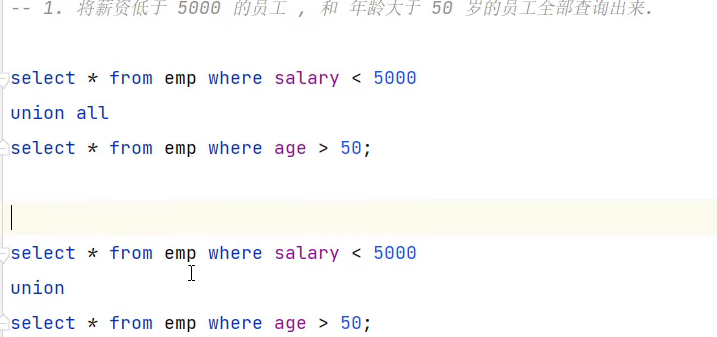 -- 1. 将薪资低于 5000 的员工 , 和 年龄大于 50 岁的员工全部查询出来.
select * from emp where salary < 5000
union all
select * from emp where age > 50;
select * from emp where salary < 5000
union
select * from emp where age > 50;